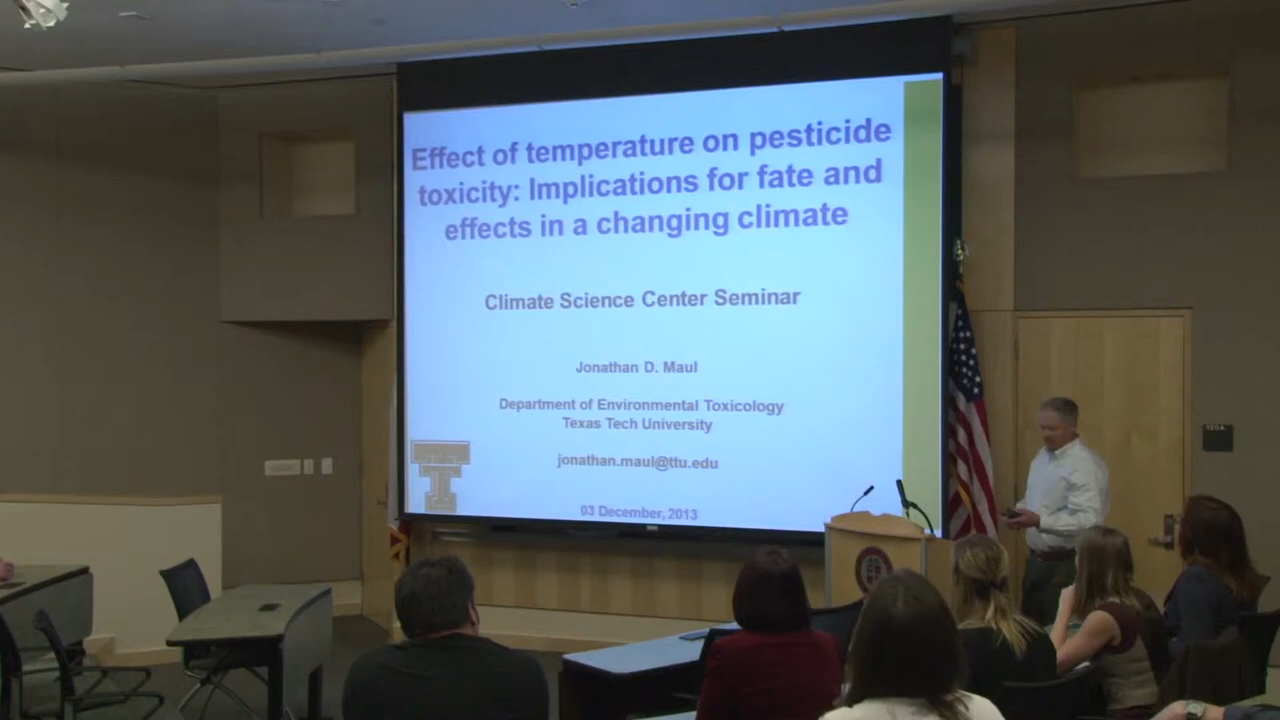 Effect of temperature on pesticide
toxicity: Implications for fate and
effects in a changing climate
Climate Science Center Seminar
Jonathan D. Maul
Department of Environmental Toxicology
Texas Tech University
jonathan.maul@ttu.edu
03 December, 2013
120A